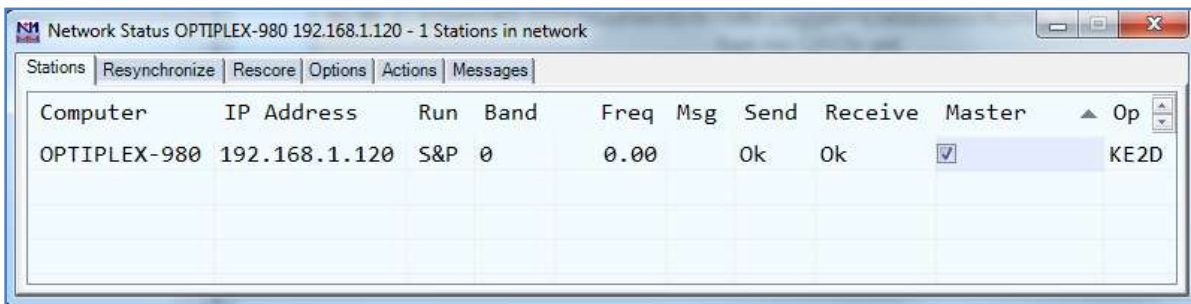 Network Status OPTIPLEX-980 192.168.1.120 - 1 Stations in network
Stations Resynchronize Rescore Options Actions Messages
Computer IP Address Run Band Freq Msg Send Receive Master Op
OPTIPLEX-980 192.168.1.120 S&P 0 0.00 Ok Ok KE2D